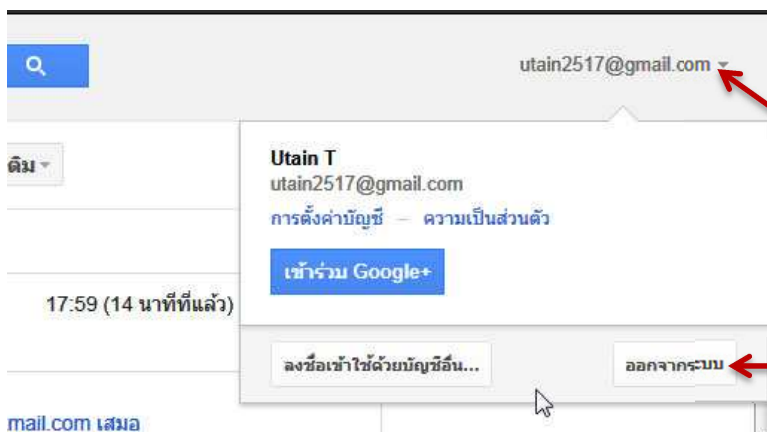 utain2517@gmail.com
ติม
Utain T
utain2517@gmail.com
การตั้งค่าบัญชี – ความเป็นส่วนตัว
เข้าร่วม Google+
17:59 (14 นาทีที่แล้ว)
ลงชื่อเข้าใช้ด้วยบัญชีอื่น...
ออกจากระบบ
mail.com เสมอ